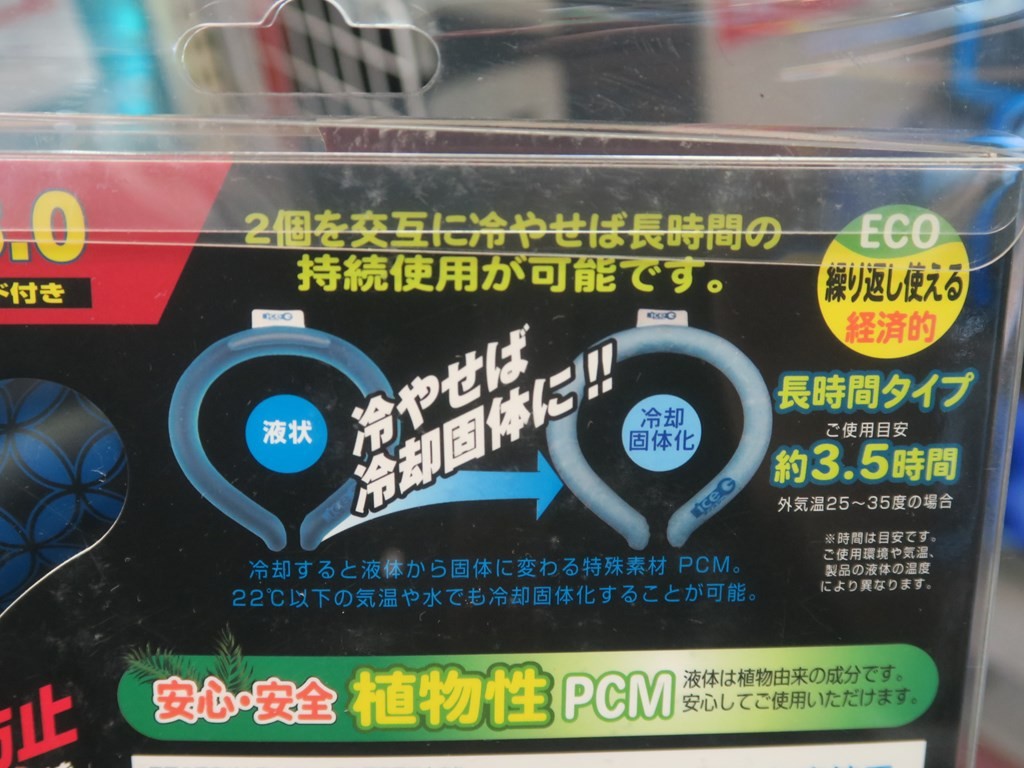 .0
ド付き
2個を交互に冷やせば長時間の
持続使用が可能です。
ECO
繰り返し使える
経済的
液状
冷やせば
冷却固体に!!
冷却
固体化
長時間タイプ
ご使用目安
約3.5時間
外気温25～35度の場合
※時間は目安です。
ご使用環境や気温、
製品の液体の温度
により異なります。
冷却すると液体から固体に変わる特殊素材 PCM。
22℃以下の気温や水でも冷却固体化することが可能。
安心・安全 植物性 PCM
液体は植物由来の成分です。
安心してご使用いただけます。
防止